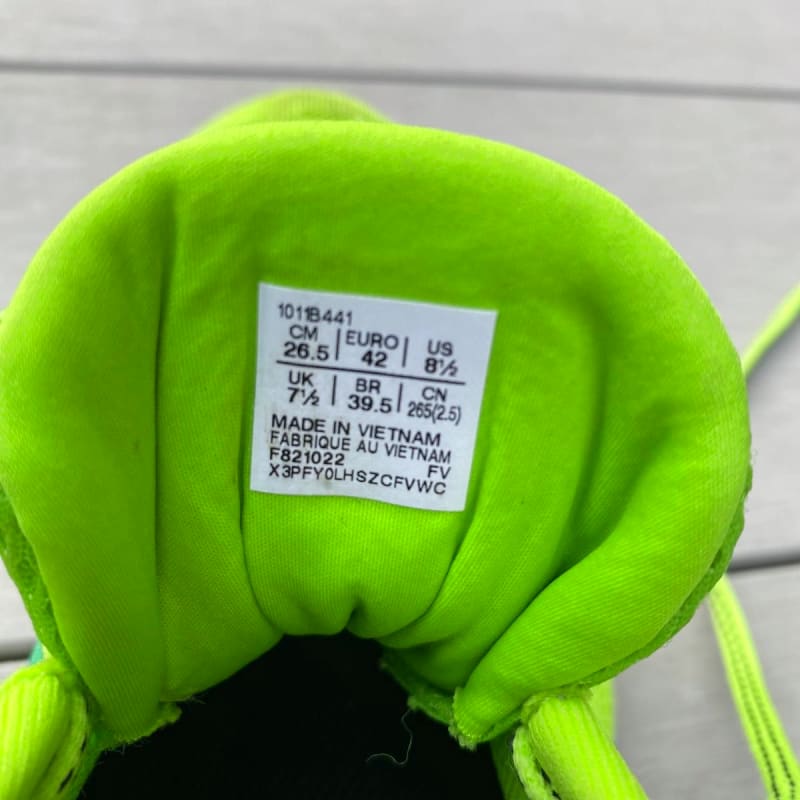 1011B441
CM EURO US
26.5 42 8½
UK BR CN
7½ 39.5 265(2.5)
MADE IN VIETNAM
FABRIQUE AU VIETNAM
F821022 FV
X3PFY0LHSZCFVWC